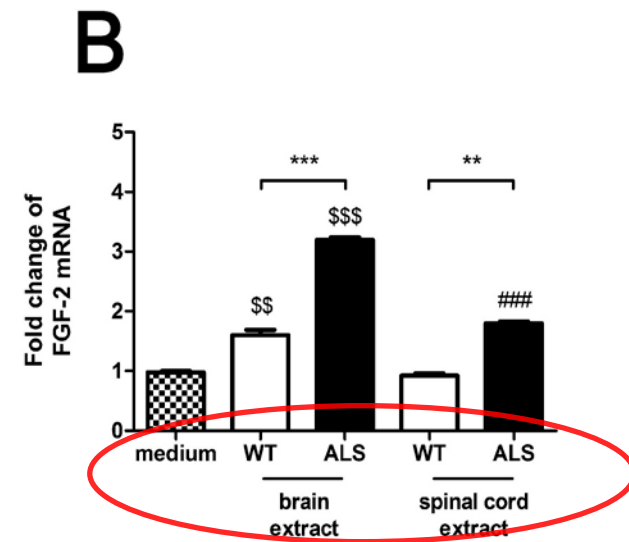 B
Fold change of
FGF-2 mRNA
5
4
3
2
1
0
***
**
$$
$$$
###
medium WT ALS WT ALS
brain
extract
spinal cord
extract